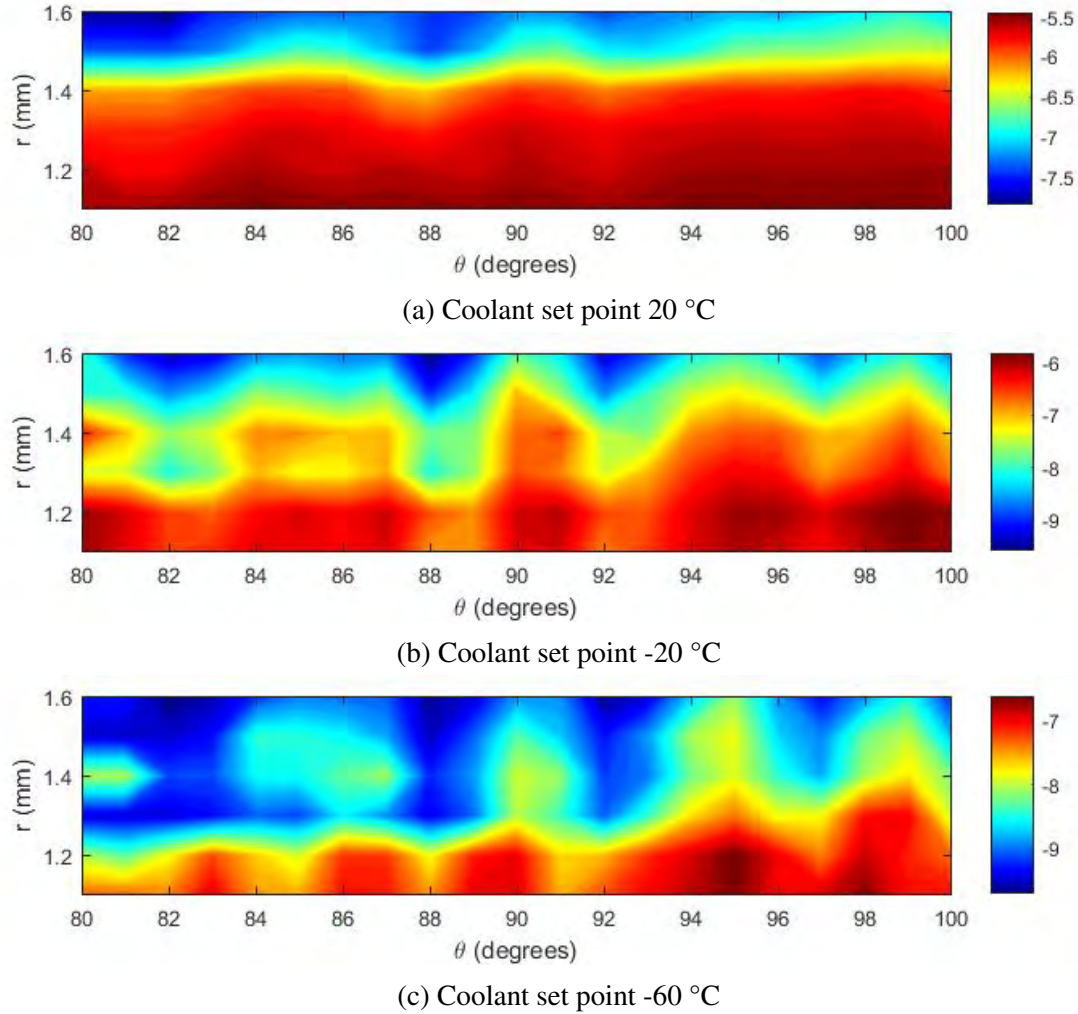 1.6
1.4
1.2
r (mm)
80 82 84 86 88 90 92 94 96 98 100
θ (degrees)
-5.5
-6
-6.5
-7
-7.5
(a) Coolant set point 20 °C
1.6
1.4
1.2
r (mm)
80 82 84 86 88 90 92 94 96 98 100
θ (degrees)
-6
-7
-8
-9
(b) Coolant set point -20 °C
1.6
1.4
1.2
r (mm)
80 82 84 86 88 90 92 94 96 98 100
θ (degrees)
-7
-8
-9
(c) Coolant set point -60 °C